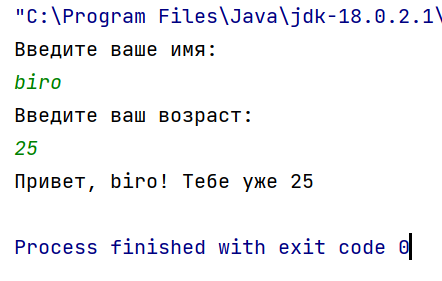 "C:\Program Files\Java\jdk-18.0.2.1\
Введите ваше имя:
biro
Введите ваш возраст:
25
Привет, biro! Тебе уже 25
Process finished with exit code 0